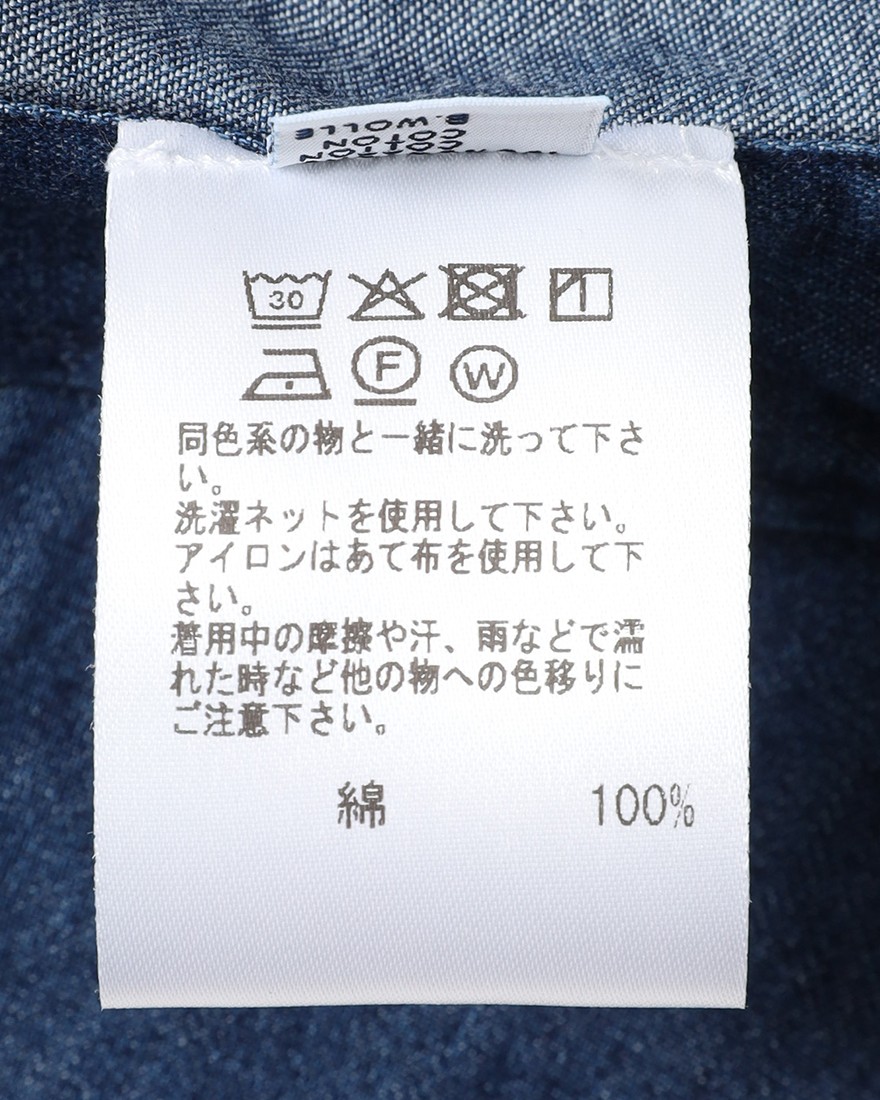 B.WOLLE
COTON
COTTON
30
F
W
同色系の物と一緒に洗って下さ
い。
洗濯ネットを使用して下さい。
アイロンはあて布を使用して下
さい。
着用中の摩擦や汗、雨などで濡
れた時など他の物への色移りに
ご注意下さい。
綿 100%